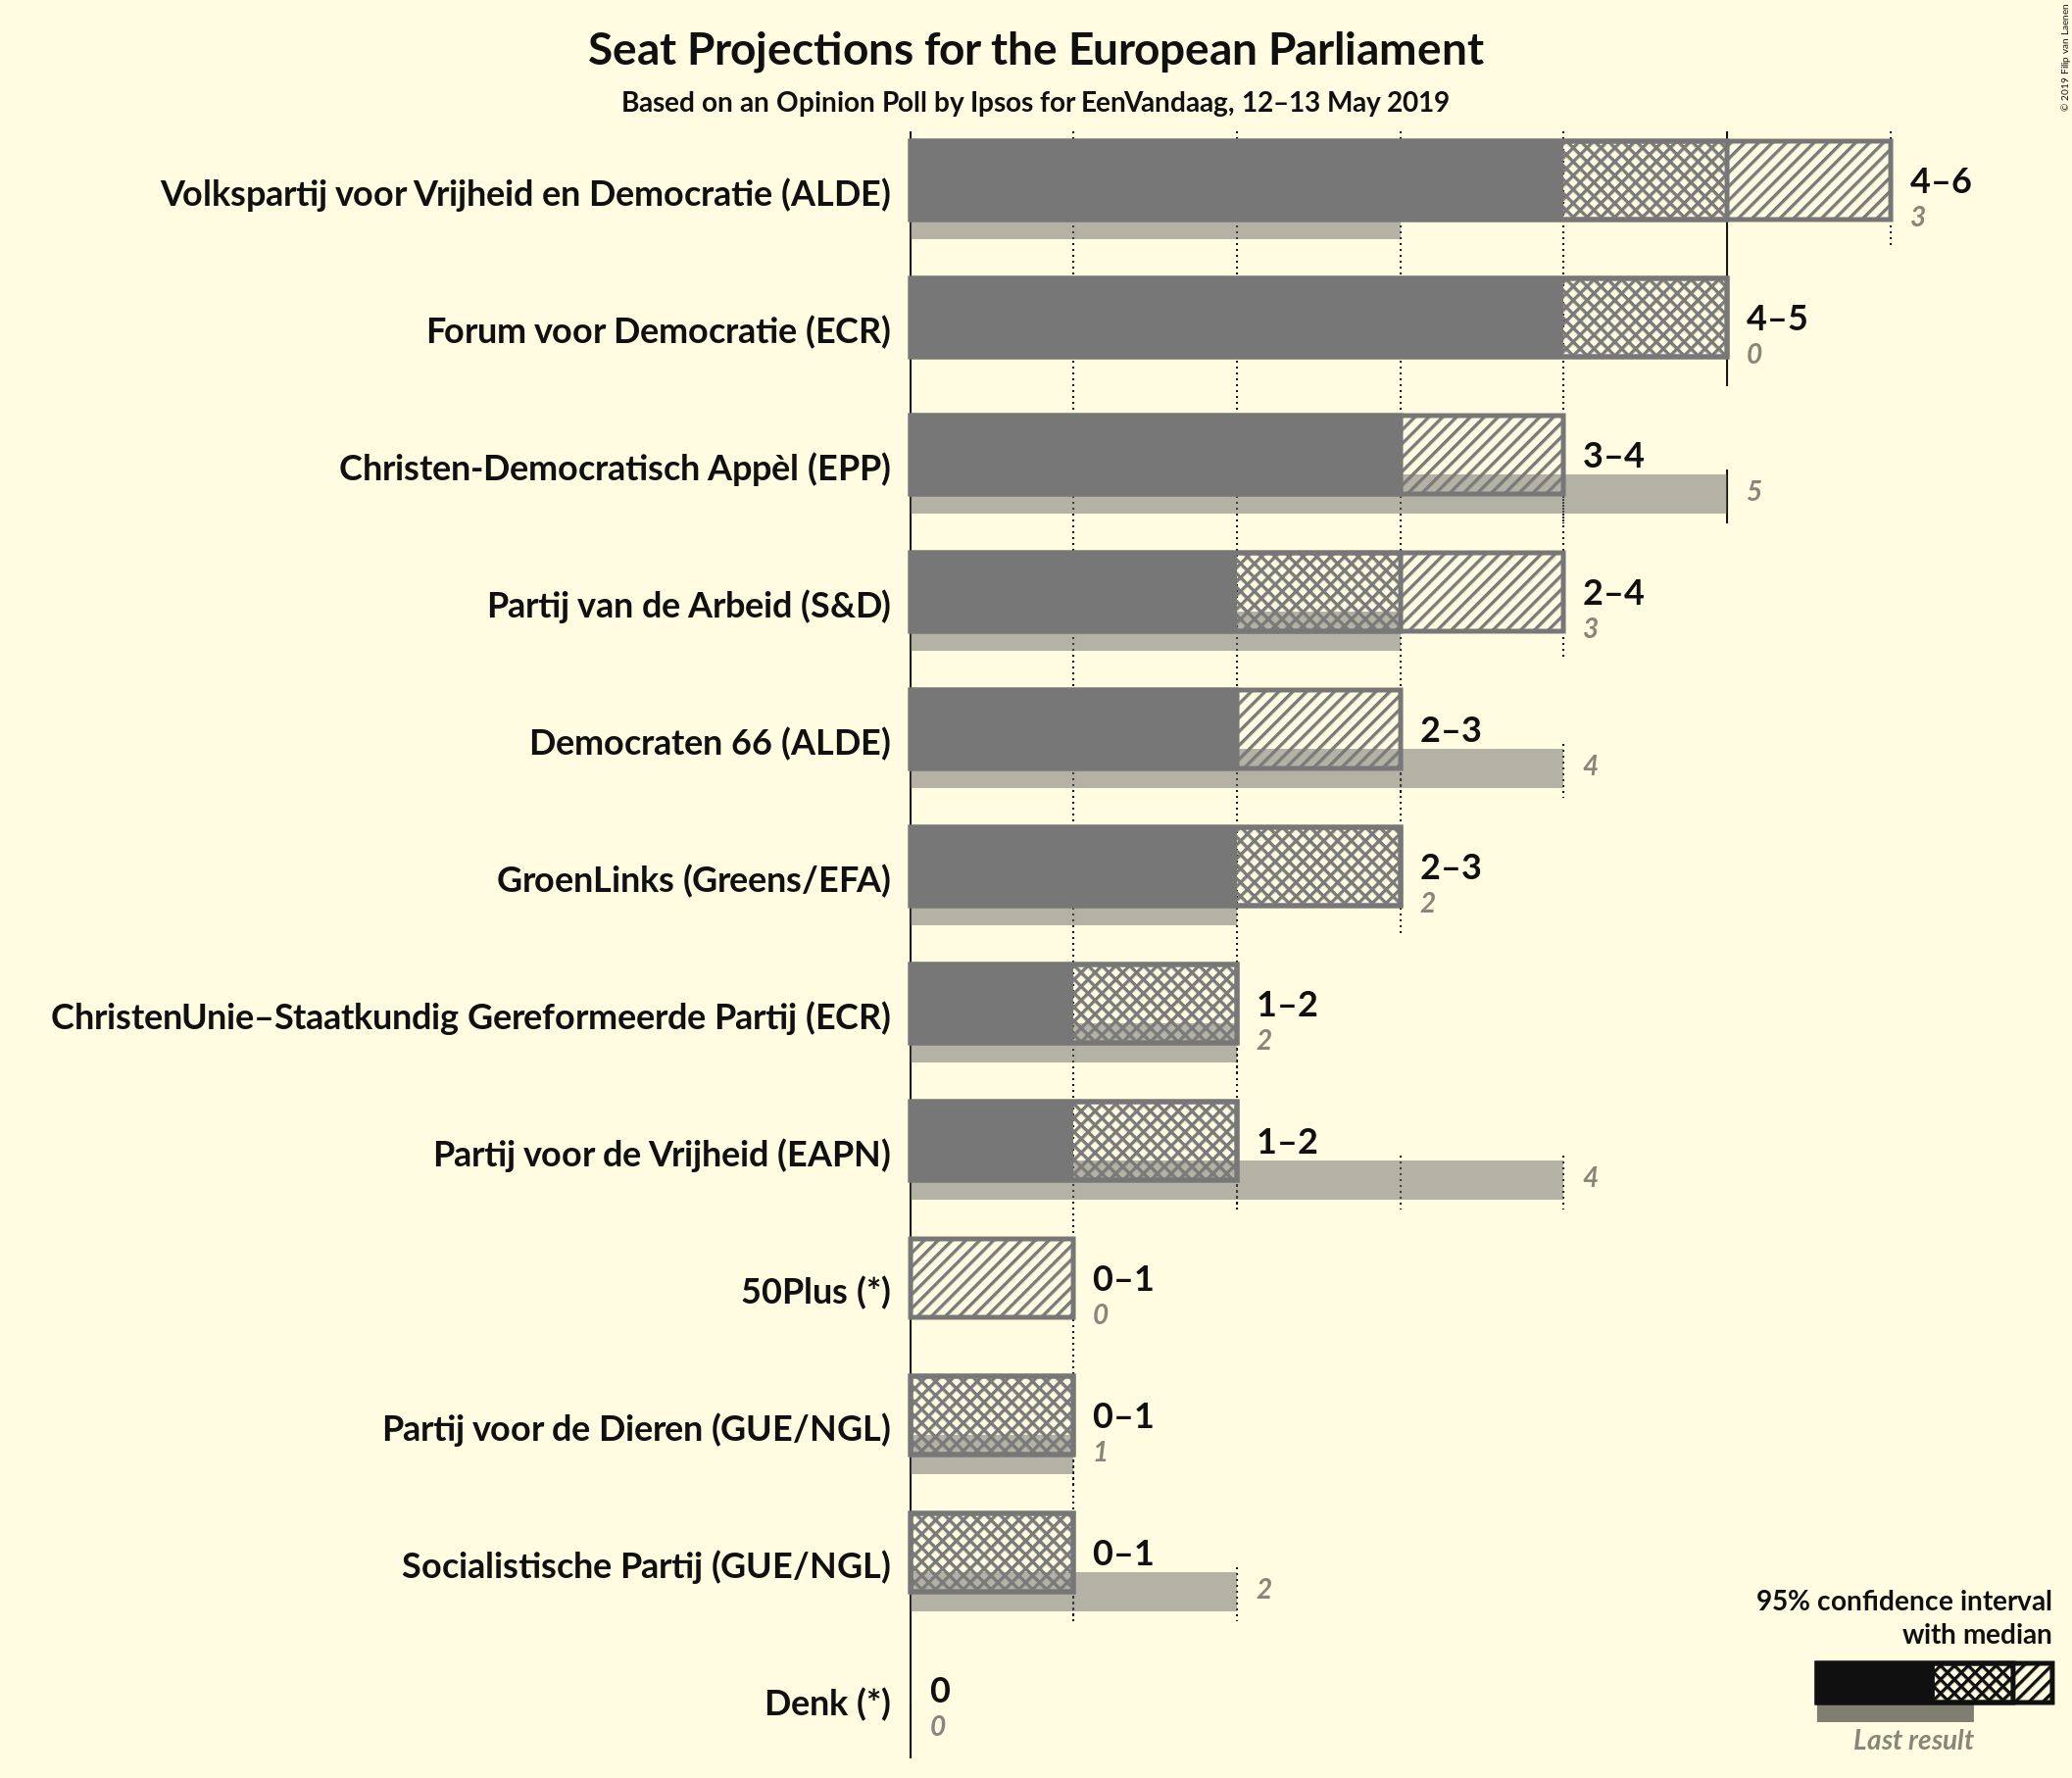 Seat Projections for the European Parliament
Based on an Opinion Poll by Ipsos for EenVandaag, 12–13 May 2019
© 2019 Filip van Laenen
Volkspartij voor Vrijheid en Democratie (ALDE)
4–6
3
Forum voor Democratie (ECR)
4–5
0
Christen-Democratisch Appèl (EPP)
3–4
5
Partij van de Arbeid (S&D)
2–4
3
Democraten 66 (ALDE)
2–3
4
GroenLinks (Greens/EFA)
2–3
2
ChristenUnie–Staatkundig Gereformeerde Partij (ECR)
1–2
2
Partij voor de Vrijheid (EAPN)
1–2
4
50Plus (*)
0–1
0
Partij voor de Dieren (GUE/NGL)
0–1
1
Socialistische Partij (GUE/NGL)
0–1
2
Denk (*)
0
0
95% confidence interval
with median
Last result